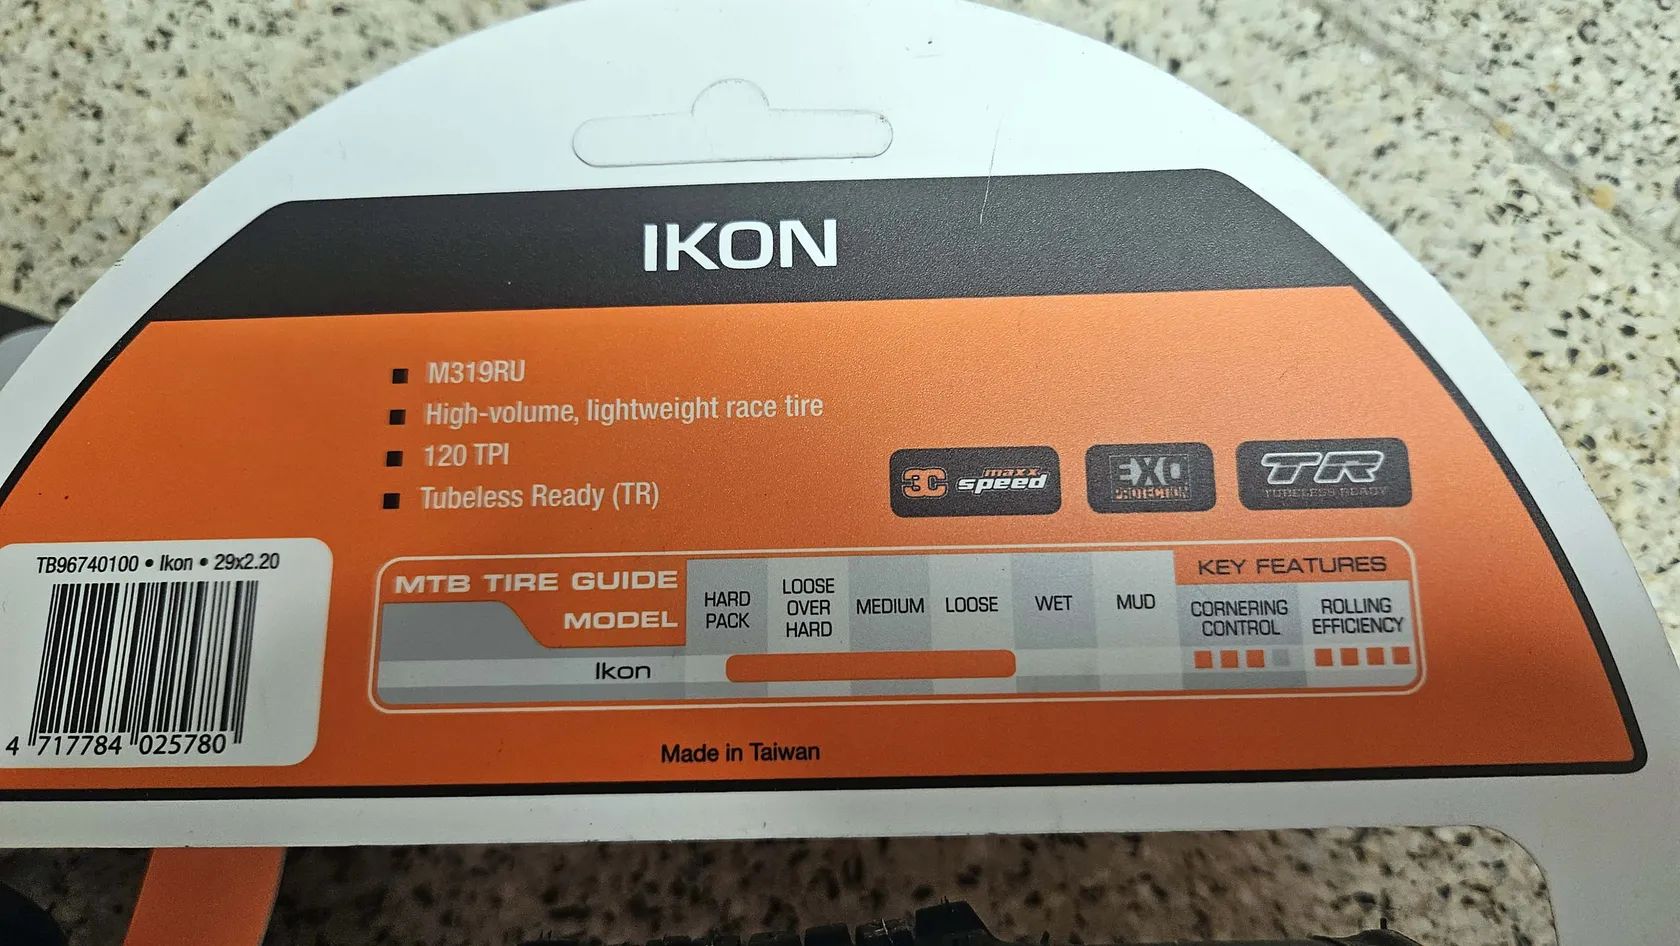 IKON
M319RU
High-volume, lightweight race tire
120 TPI
Tubeless Ready (TR)
3C maxx speed
EXO PROTECTION
TR TUBELESS READY
TB96740100 • Ikon • 29x2.20
4 717784 025780
MTB TIRE GUIDE
MODEL
HARD PACK
LOOSE OVER HARD
MEDIUM
LOOSE
WET
MUD
KEY FEATURES
CORNERING CONTROL
ROLLING EFFICIENCY
Ikon
Made in Taiwan